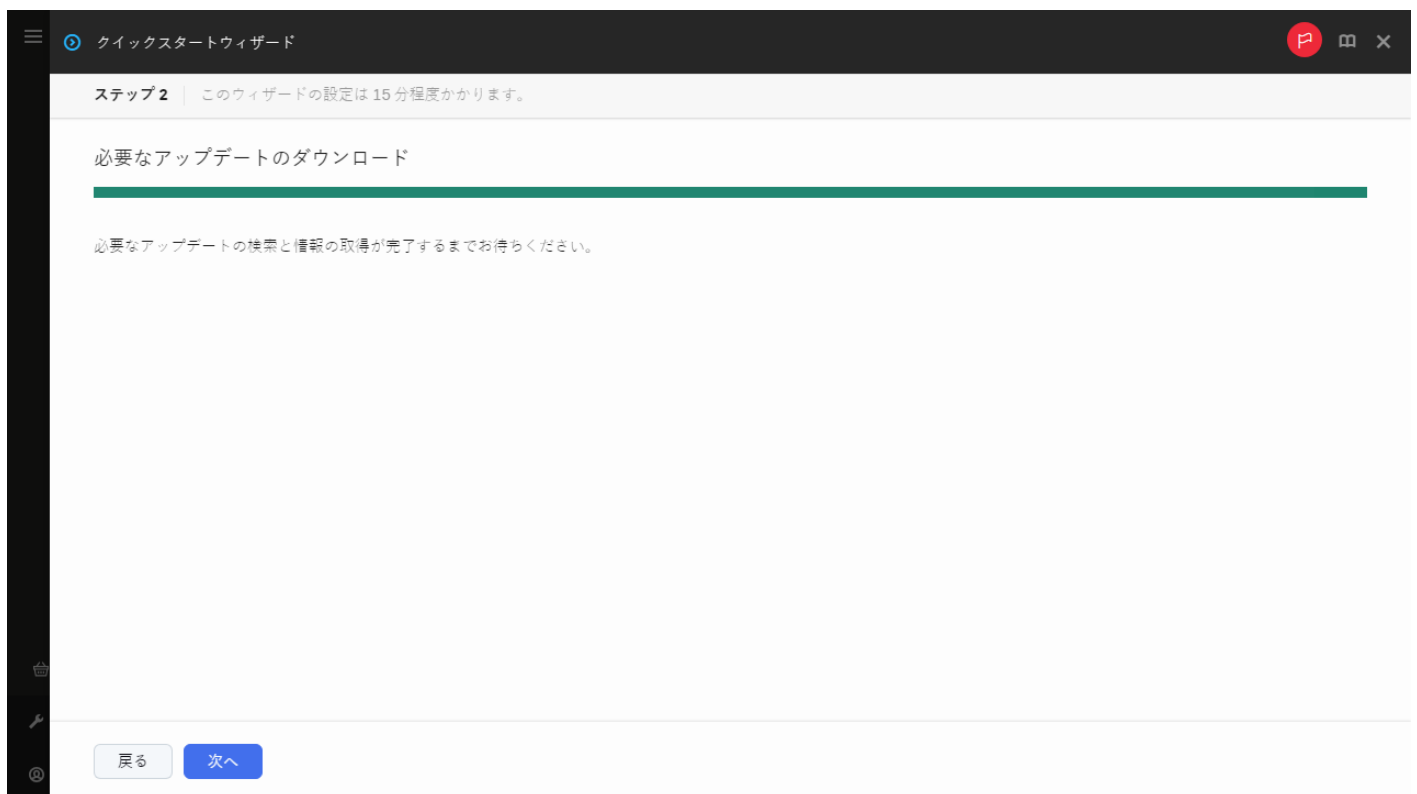 クイックスタートウィザード
ステップ 2 このウィザードの設定は 15 分程度かかります。
必要なアップデートのダウンロード
必要なアップデートの検索と情報の取得が完了するまでお待ちください。
戻る 次へ